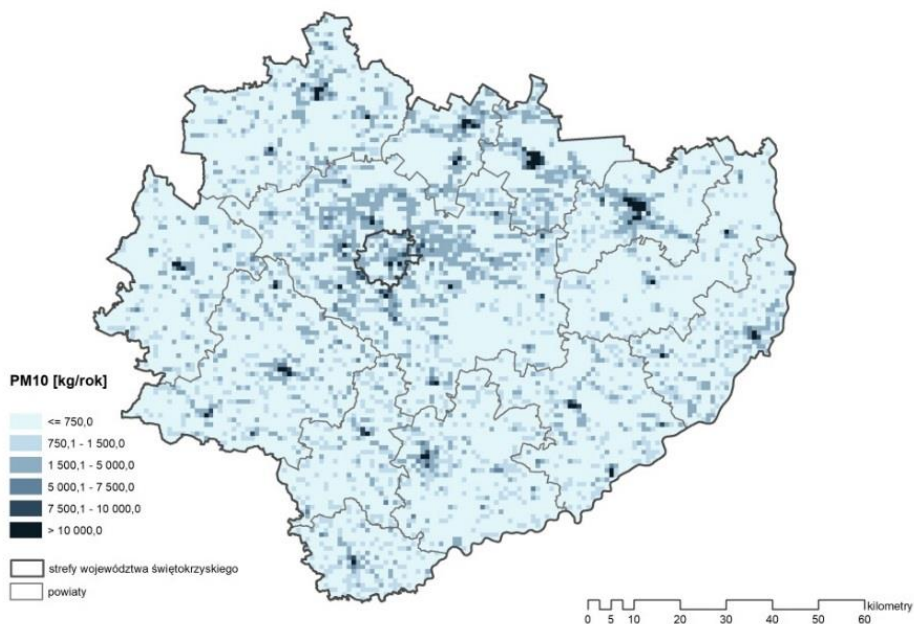 PM10 [kg/rok]
<= 750,0
750,1 - 1 500,0
1 500,1 - 5 000,0
5 000,1 - 7 500,0
7 500,1 - 10 000,0
> 10 000,0
strefy województwa świętokrzyskiego
powiaty
kilometry
0 5 10 20 30 40 50 60